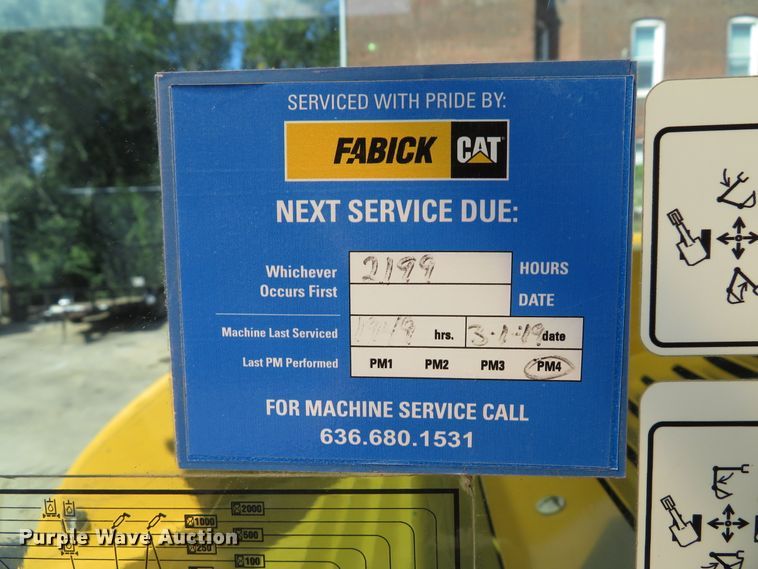 SERVICED WITH PRIDE BY:
FABICK CAT
NEXT SERVICE DUE:
Whichever Occurs First
2199 HOURS
DATE
Machine Last Serviced hrs. 3-1-19 date
Last PM Performed PM1 PM2 PM3 PM4
FOR MACHINE SERVICE CALL
636.680.1531
2000
1000
500
250
100
Purple Wave Auction